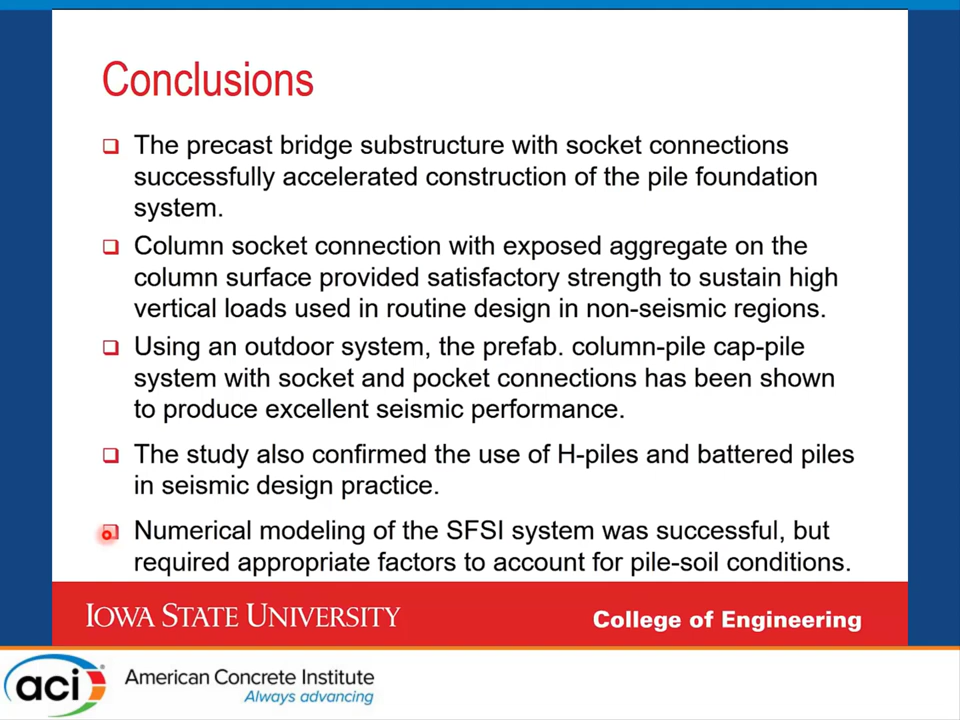 Conclusions
The precast bridge substructure with socket connections
successfully accelerated construction of the pile foundation
system.
Column socket connection with exposed aggregate on the
column surface provided satisfactory strength to sustain high
vertical loads used in routine design in non-seismic regions.
Using an outdoor system, the prefab. column-pile cap-pile
system with socket and pocket connections has been shown
to produce excellent seismic performance.
The study also confirmed the use of H-piles and battered piles
in seismic design practice.
Numerical modeling of the SFSI system was successful, but
required appropriate factors to account for pile-soil conditions.
IOWA STATE UNIVERSITY
College of Engineering
aci
American Concrete Institute
Always advancing